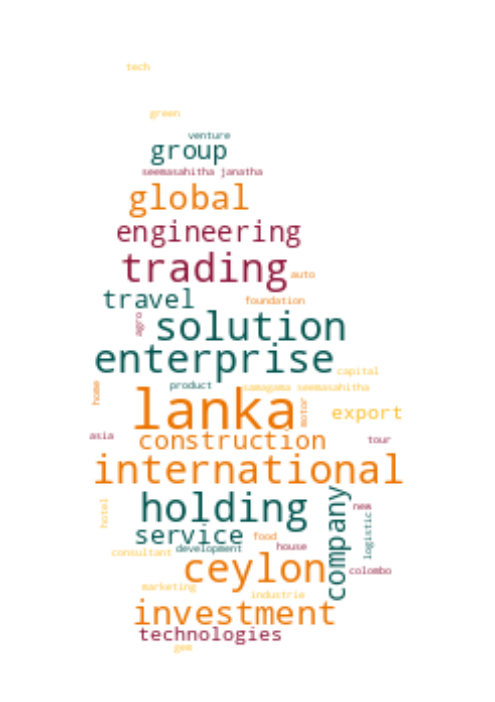 tech
green
venture
group
seemasahitha janatha
global
engineering
trading
auto
travel
foundation
agro
solution
enterprise
capital
home
product
samagama seemasahitha
lanka
motor
export
asia
construction
tour
international
holding
company
new
hotel
service
food
logistic
consultant
development
house
ceylon
colombo
marketing
industrie
investment
technologies
gem